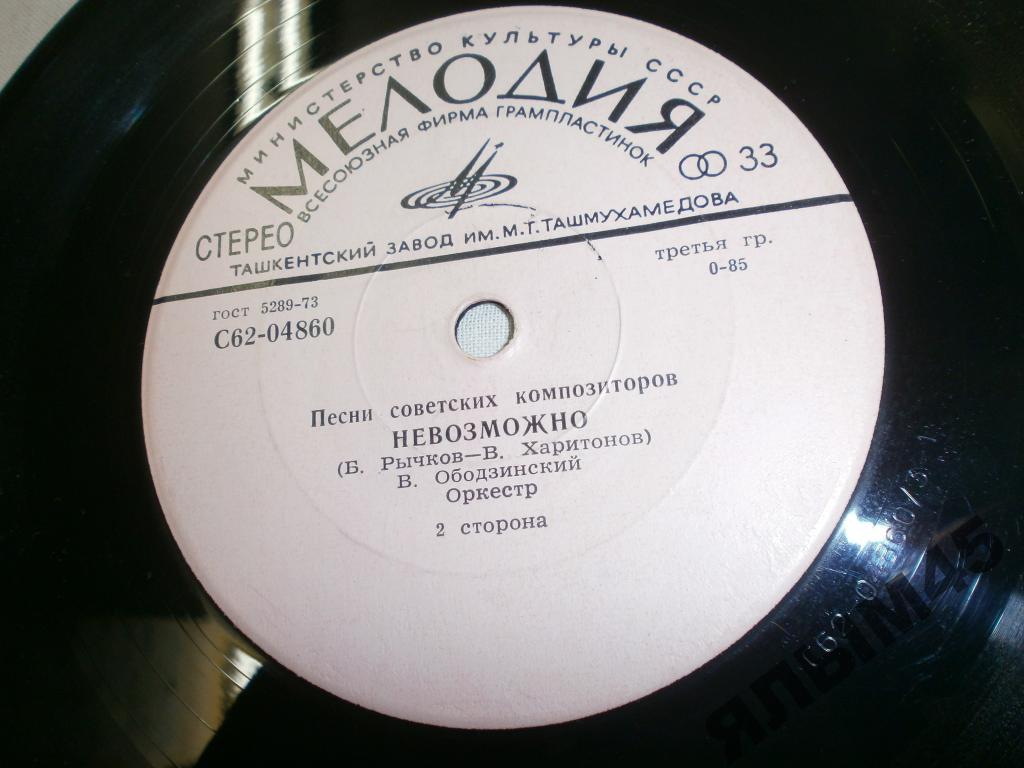 МИНИСТЕРСТВО КУЛЬТУРЫ СССР
МЕЛОДИЯ
ВСЕСОЮЗНАЯ ФИРМА ГРАМПЛАСТИНОК
33
СТЕРЕО
ТАШКЕНТСКИЙ ЗАВОД ИМ. М. Т. ТАШМУХАМЕДОВА
гост 5289-73
третья гр.
С62-04860
0-85
Песни советских композиторов
НЕВОЗМОЖНО
(Б. Рычков—В. Харитонов)
В. Ободзинский
Оркестр
2 сторона
ЯЛЫМ45